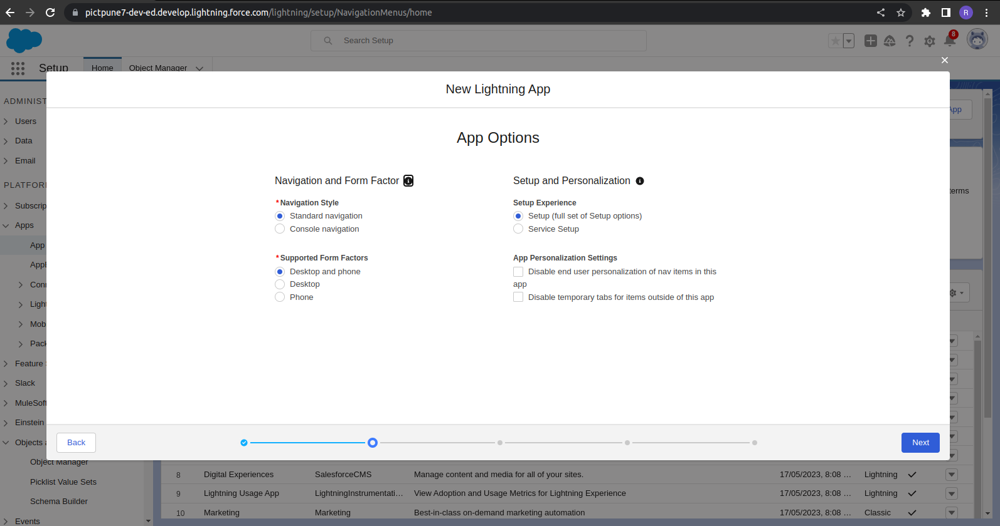 pictpune7-dev-ed.develop.lightning.force.com/lightning/setup/NavigationMenus/home
R
Search Setup
8
Setup
Home
Object Manager
New Lightning App
ADMINIST
Users
Data
Email
PLATFOR
Subscrip
Apps
App
Feature
Slack
MuleSoft
Einstein
Objects
Object Manager
Picklist Value Sets
Schema Builder
Events
App
terms
App Options
Navigation and Form Factor
*Navigation Style
Standard navigation
Console navigation
*Supported Form Factors
Desktop and phone
Desktop
Phone
Setup and Personalization
Setup Experience
Setup (full set of Setup options)
Service Setup
App Personalization Settings
Disable end user personalization of nav items in this
app
Disable temporary tabs for items outside of this app
Back
Next
8 Digital Experiences SalesforceCMS Manage content and media for all of your sites. 17/05/2023, 8:08 ... Lightning
9 Lightning Usage App LightningInstrumentati... View Adoption and Usage Metrics for Lightning Experience 17/05/2023, 8:08 ... Lightning
10 Marketing Marketing Best-in-class on-demand marketing automation 17/05/2023, 8:08 ... Classic